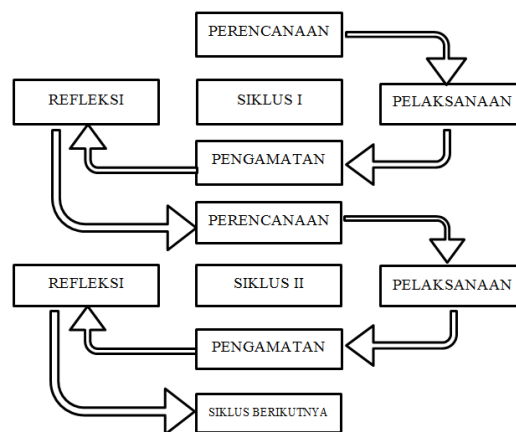 PERENCANAAN
REFLEKSI
SIKLUS I
PELAKSANAAN
PENGAMATAN
PERENCANAAN
REFLEKSI
SIKLUS II
PELAKSANAAN
PENGAMATAN
SIKLUS BERIKUTNYA